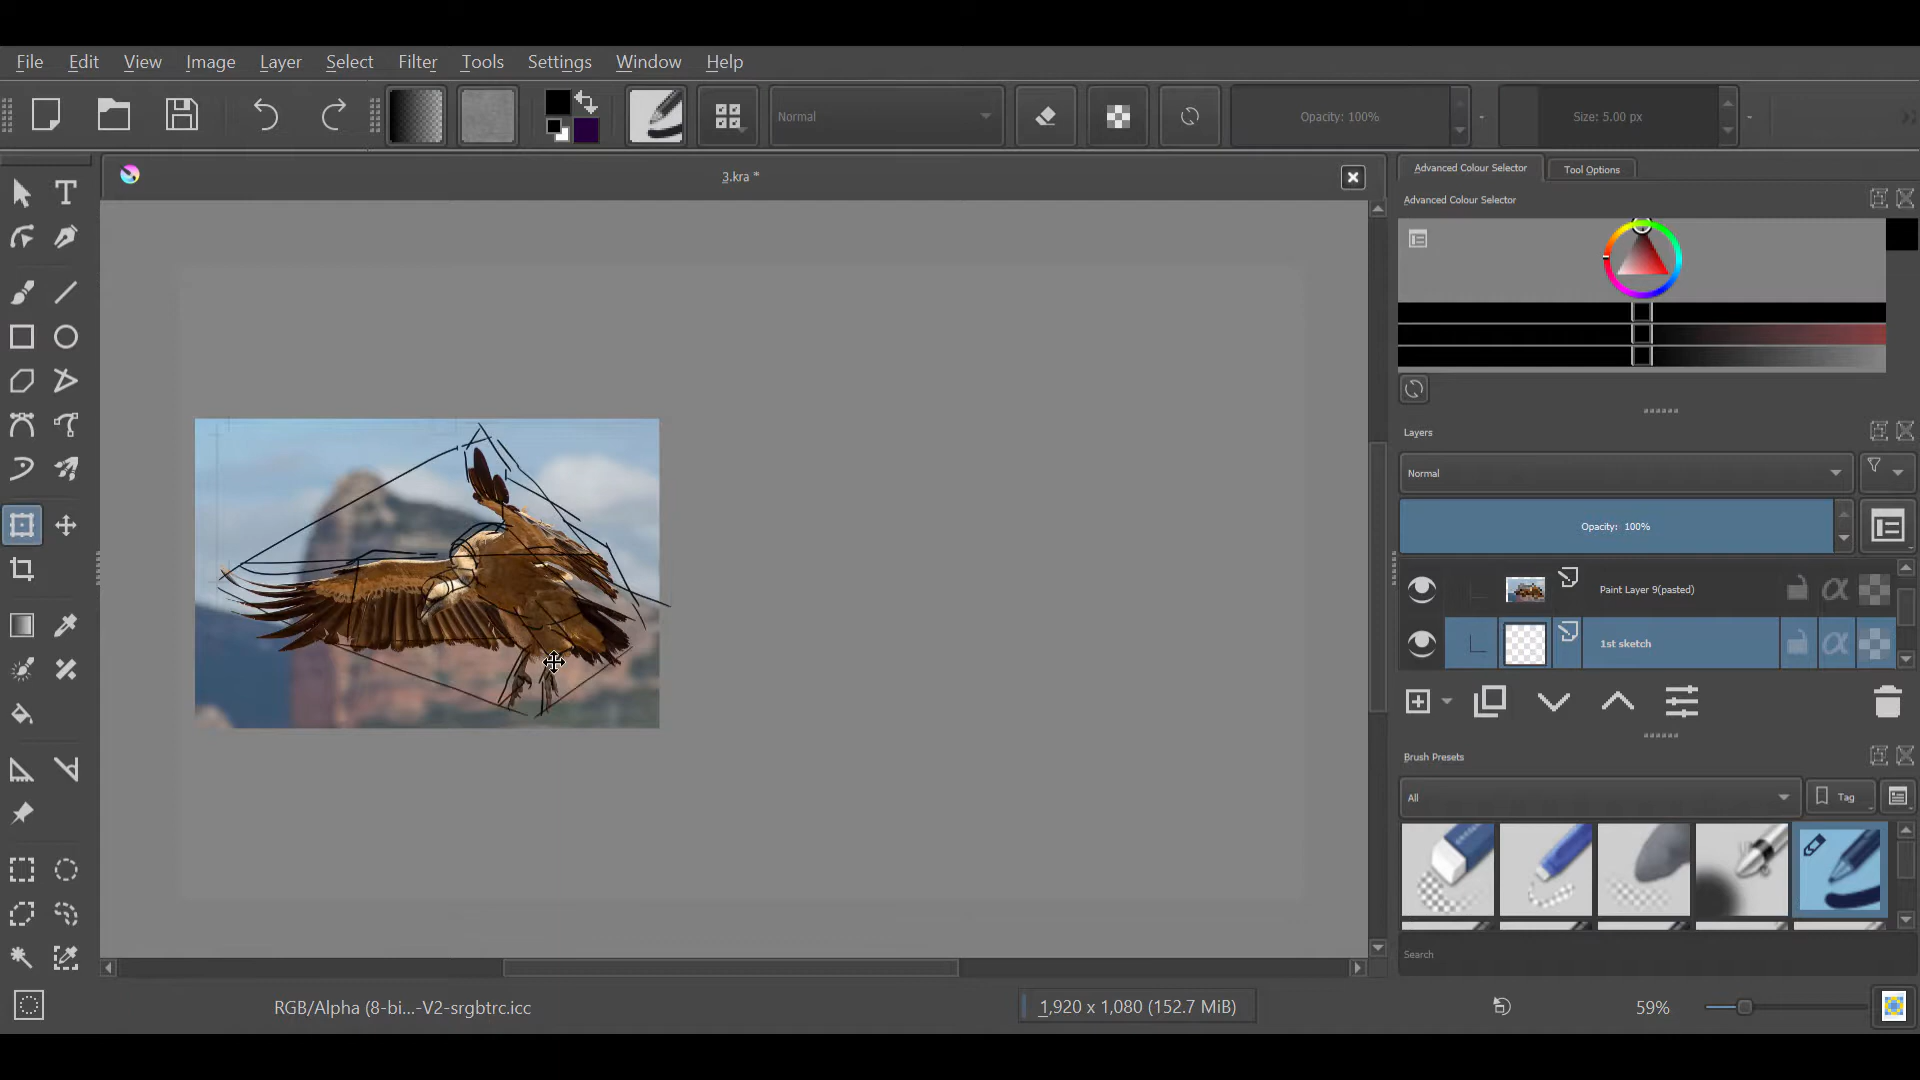 File Edit View Image Layer Select Filter Tools Settings Window Help
Normal
Opacity: 100%
Size: 5.00 px
3.kra *
Advanced Colour Selector
Tool Options
Advanced Colour Selector
Layers
Normal
Opacity: 100%
Paint Layer 9(pasted)
1st sketch
Brush Presets
All
Tag
Search
RGB/Alpha (8-bi...-V2-srgbtrc.icc
1,920 x 1,080 (152.7 MiB)
59%